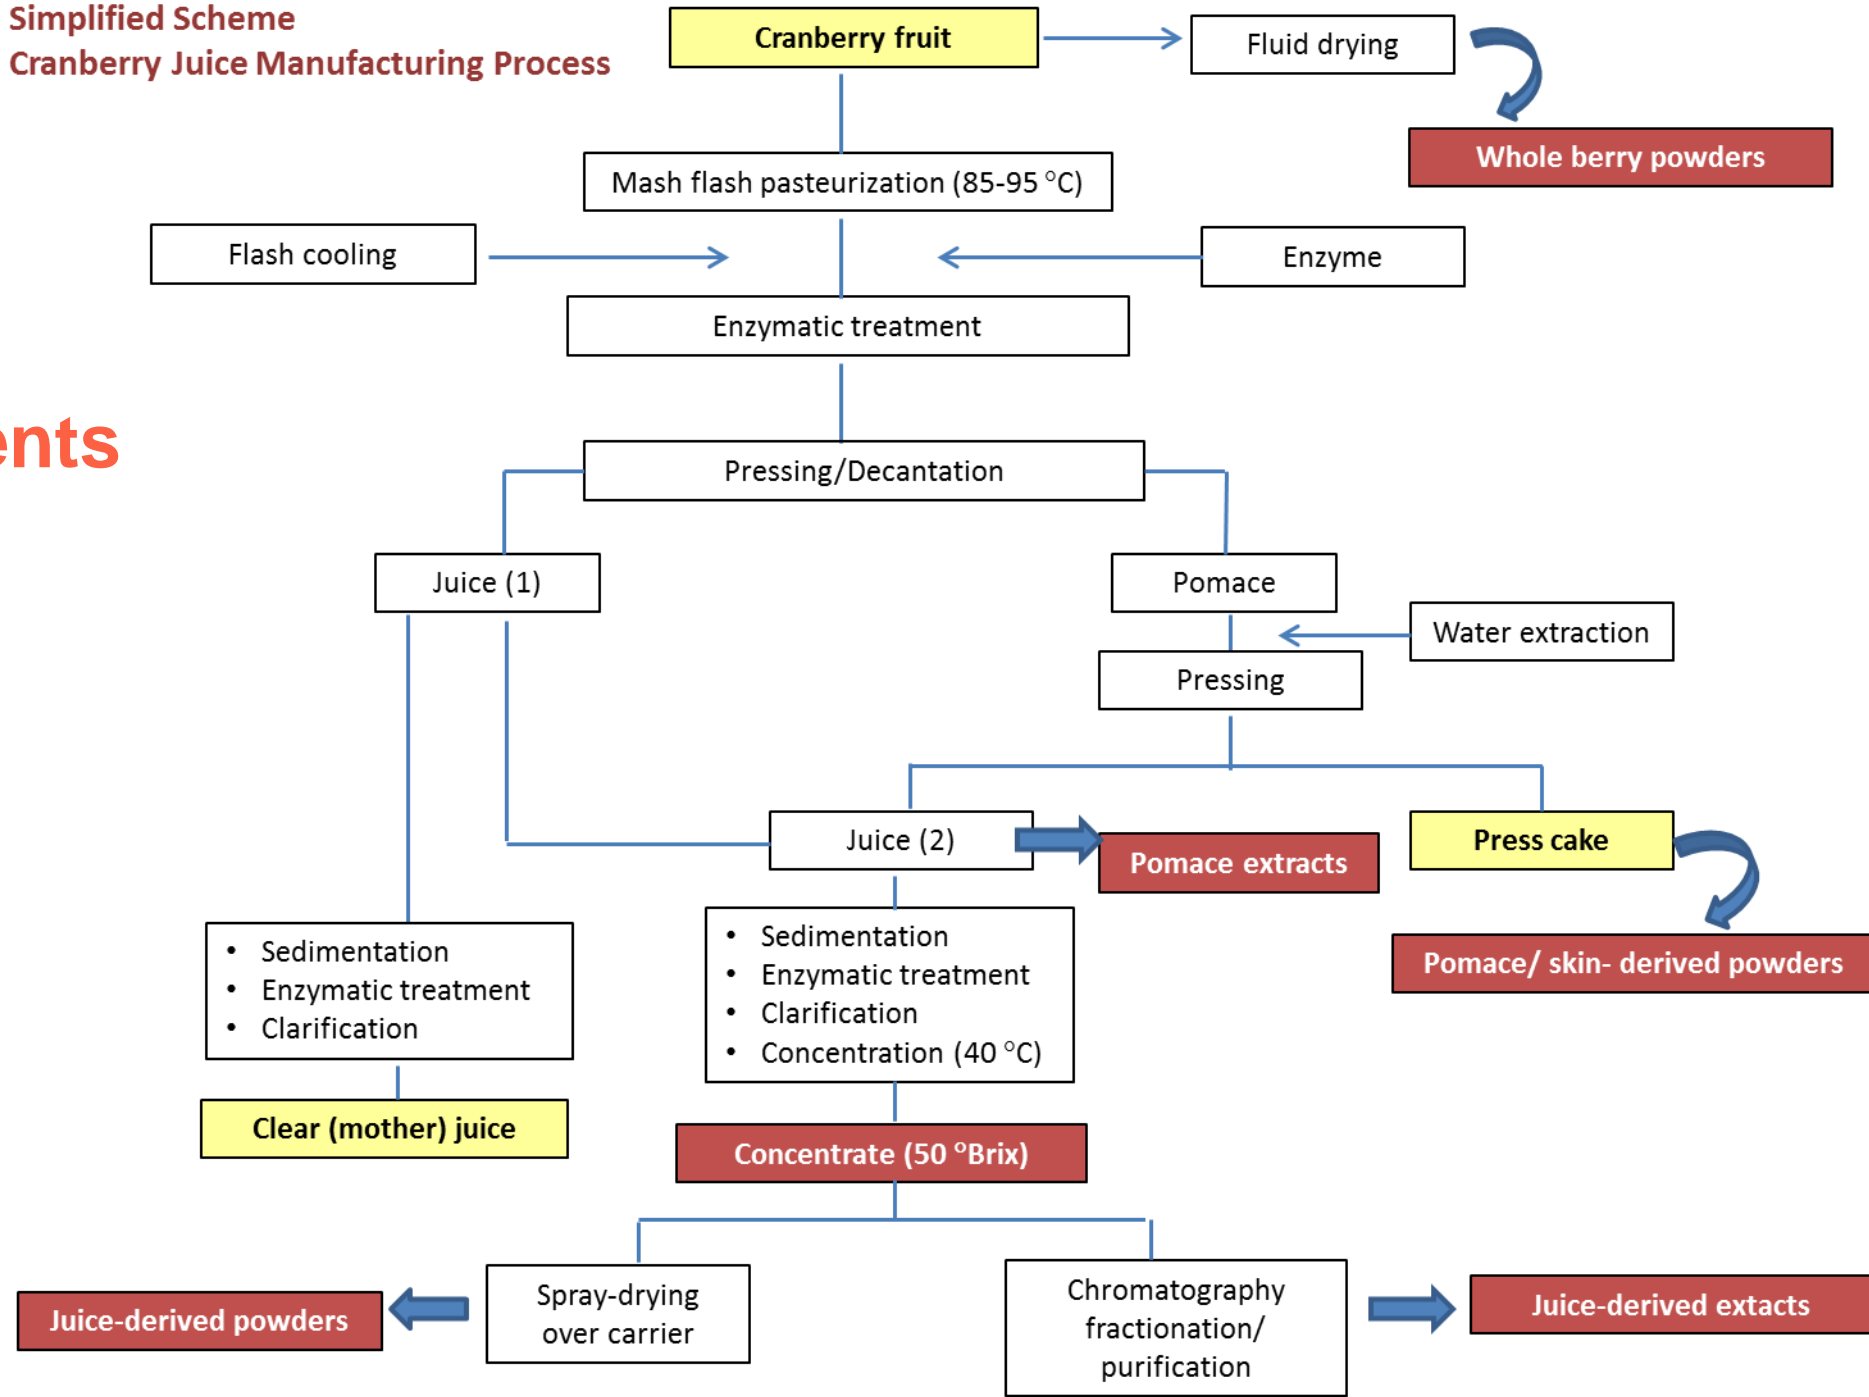 Simplified Scheme
Cranberry Juice Manufacturing Process
Cranberry fruit
Fluid drying
Whole berry powders
Mash flash pasteurization (85-95 °C)
Flash cooling
Enzyme
Enzymatic treatment
ents
Pressing/Decantation
Juice (1)
Pomace
Water extraction
Pressing
Juice (2)
Pomace extracts
Press cake
Pomace/ skin- derived powders
• Sedimentation
• Enzymatic treatment
• Clarification
• Sedimentation
• Enzymatic treatment
• Clarification
• Concentration (40 °C)
Clear (mother) juice
Concentrate (50 °Brix)
Juice-derived powders
Spray-drying
over carrier
Chromatography
fractionation/
purification
Juice-derived extacts